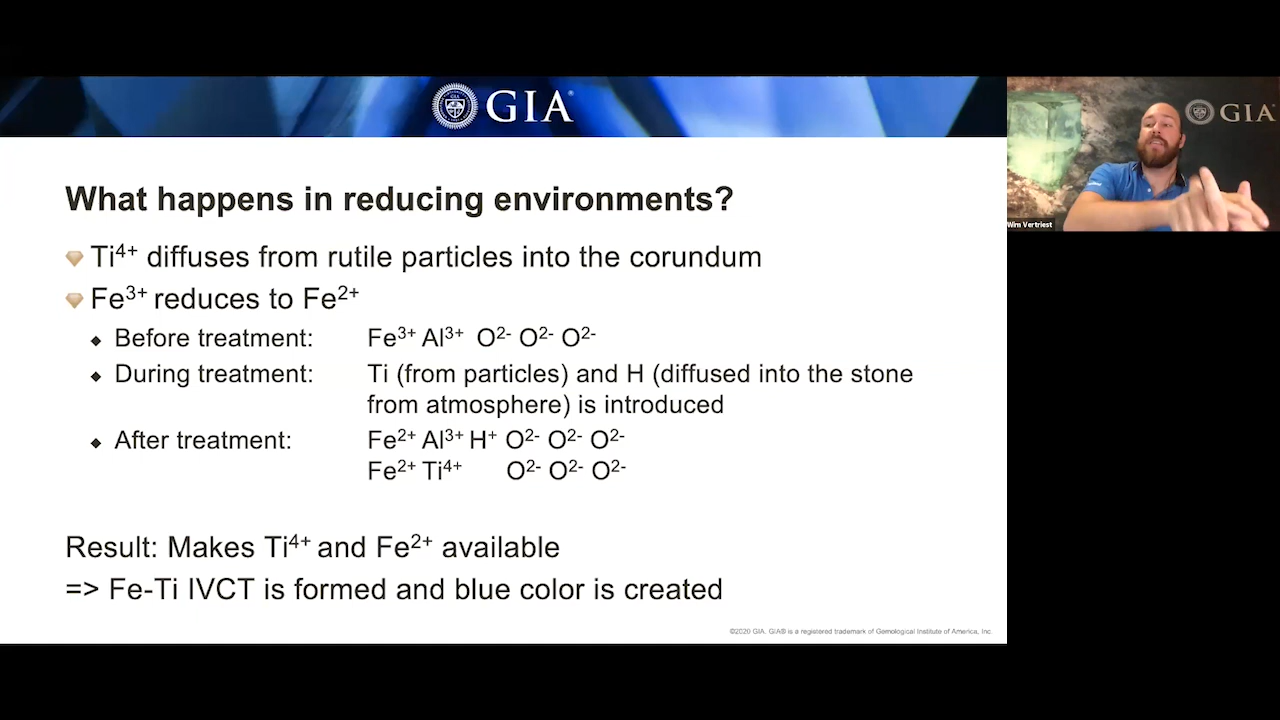 GIA
What happens in reducing environments?
Ti⁴⁺ diffuses from rutile particles into the corundum
Fe³⁺ reduces to Fe²⁺
Before treatment: Fe³⁺ Al³⁺ O²⁻ O²⁻ O²⁻
During treatment: Ti (from particles) and H (diffused into the stone
from atmosphere) is introduced
After treatment: Fe²⁺ Al³⁺ H⁺ O²⁻ O²⁻ O²⁻
Fe²⁺ Ti⁴⁺ O²⁻ O²⁻ O²⁻
Result: Makes Ti⁴⁺ and Fe²⁺ available
=> Fe-Ti IVCT is formed and blue color is created
©2020 GIA. GIA® is a registered trademark of Gemological Institute of America, Inc
GIA
Wim Vertriest